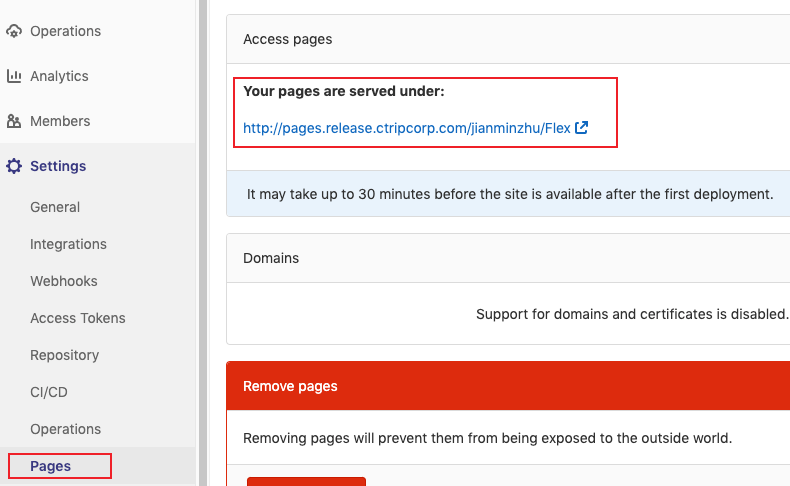 Operations
Analytics
Members
Settings
General
Integrations
Webhooks
Access Tokens
Repository
CI/CD
Operations
Pages
Access pages
Your pages are served under:
http://pages.release.ctripcorp.com/jianminzhu/Flex
It may take up to 30 minutes before the site is available after the first deployment.
Domains
Support for domains and certificates is disabled.
Remove pages
Removing pages will prevent them from being exposed to the outside world.